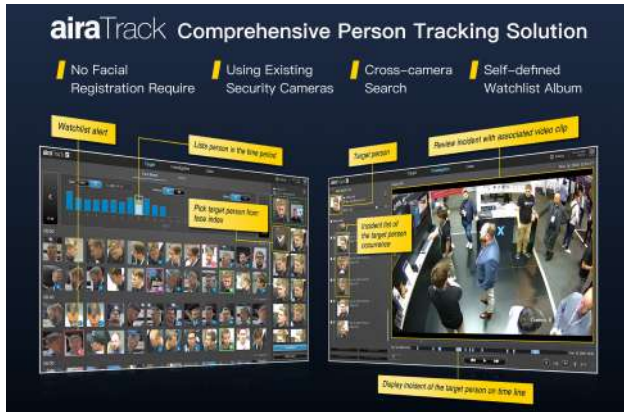 airaTrack Comprehensive Person Tracking Solution
No Facial
Registration Require
Using Existing
Security Cameras
Cross-camera
Search
Self-defined
Watchlist Album
Watchlist alert
Lists person in the time period
Pick target person from
face index
Target person
Review incident with associated video clip
Incident list of
the target person
occurrence
Display incident of the target person on time line